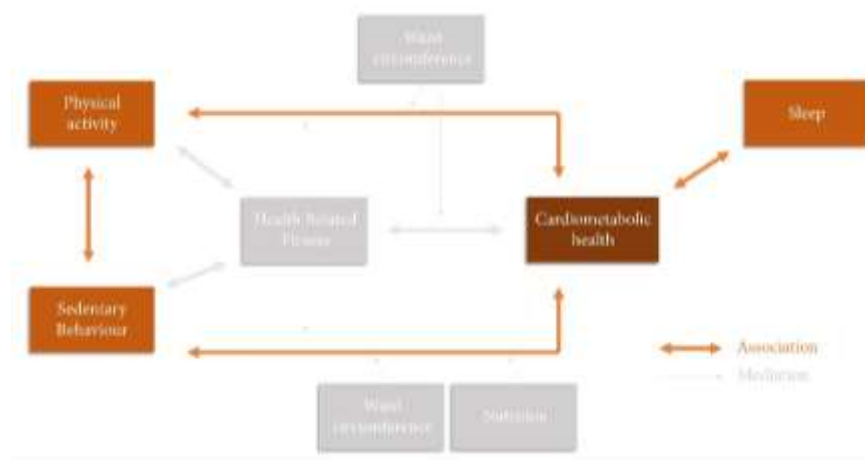 Waist
circumference
Physical
activity
Sleep
Health Related
Fitness
Cardiometabolic
health
Sedentary
Behaviour
Association
Mediation
Waist
circumference
Nutrition